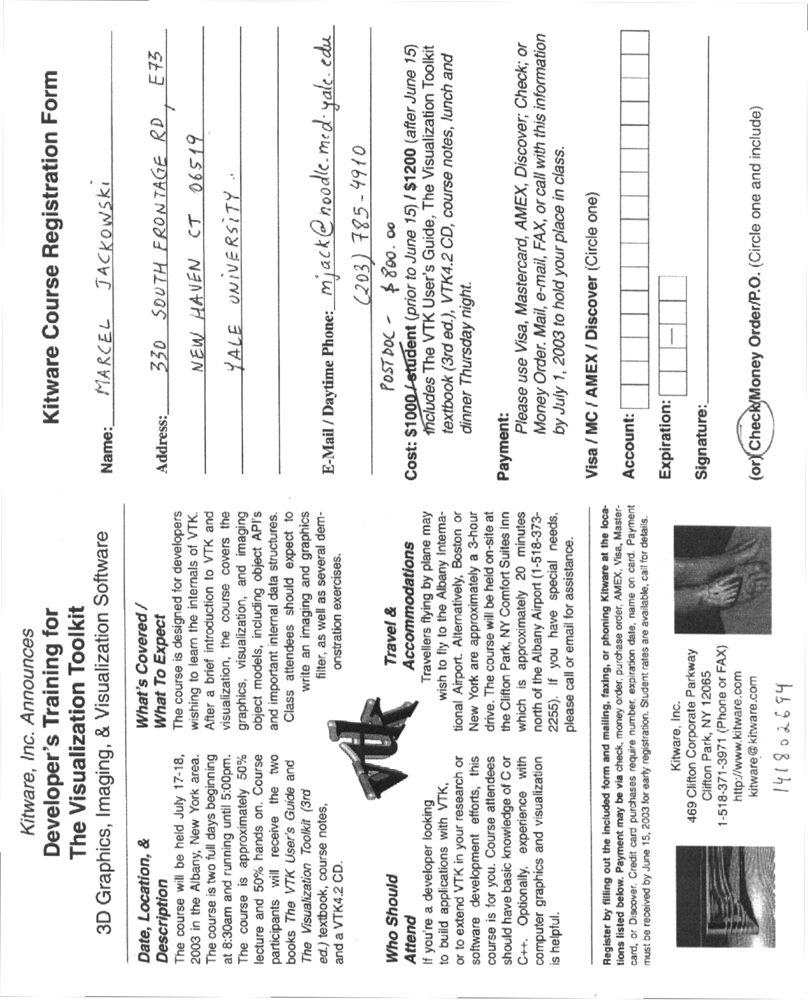 Kitware, Inc. Announces
Developer's Training for
The Visualization Toolkit
3D Graphics, Imaging, & Visualization Software
Date, Location, &
Description
The course will be held July 17-18,
2003 in the Albany, New York area.
The course is two full days beginning
at 8:30am and running until 5:00pm.
The course is approximately 50%
lecture and 50% hands on. Course
participants will receive the two
books The VTK User's Guide and
The Visualization Toolkit (3rd
ed.) textbook, course notes,
and a VTK4.2 CD.
Who Should
Attend
If you're a developer looking
to build applications with VTK,
or to extend VTK in your research or
software development efforts, this
course is for you. Course attendees
should have basic knowledge of C or
C++. Optionally, experience with
computer graphics and visualization
is helpful.
What's Covered /
What To Expect
The course is designed for developers
wishing to learn the internals of VTK.
After a brief introduction to VTK and
visualization, the course covers the
graphics, visualization, and imaging
object models, including object API's
and important internal data structures.
Class attendees should expect to
write an imaging and graphics
filter, as well as several dem-
onstration exercises.
vtk
Travel &
Accommodations
Travellers flying by plane may
wish to fly to the Albany Interna-
tional Airport. Alternatively, Boston or
New York are approximately a 3-hour
drive. The course will be held on-site at
the Clifton Park, NY Comfort Suites Inn
which is approximately 20 minutes
north of the Albany Airport (1-518-373-
2255). If you have special needs,
please call or email for assistance.
Register by filling out the included form and mailing, faxing, or phoning Kitware at the loca-
tions listed below. Payment may be via check, money order, purchase order, AMEX, Visa, Master-
card, or Discover. Credit card purchases require number, expiration date, name on card. Payment
must be received by June 15, 2003 for early registration. Student rates are available, call for details.
Kitware, Inc.
469 Clifton Corporate Parkway
Clifton Park, NY 12065
1-518-371-3971 (Phone or FAX)
http://www.kitware.com
kitware@kitware.com
141802694
Kitware Course Registration Form
Name: MARCEL JACKOWSKI
Address: 330 SOUTH FRONTAGE RD, E73
NEW HAVEN CT 06519
YALE UNIVERSITY.
E-Mail / Daytime Phone: mjack@noodle.med.yale.edu
(203) 785-4910
POSTDOC - $800.00
Cost: $1000 / student (prior to June 15) / $1200 (after June 15)
Includes The VTK User's Guide, The Visualization Toolkit
textbook (3rd ed.), VTK4.2 CD, course notes, lunch and
dinner Thursday night.
Payment:
Please use Visa, Mastercard, AMEX, Discover; Check; or
Money Order. Mail, e-mail, FAX, or call with this information
by July 1, 2003 to hold your place in class.
Visa / MC / AMEX / Discover (Circle one)
Account:
Expiration: —
Signature:
(or) Check/Money Order/P.O. (Circle one and include)